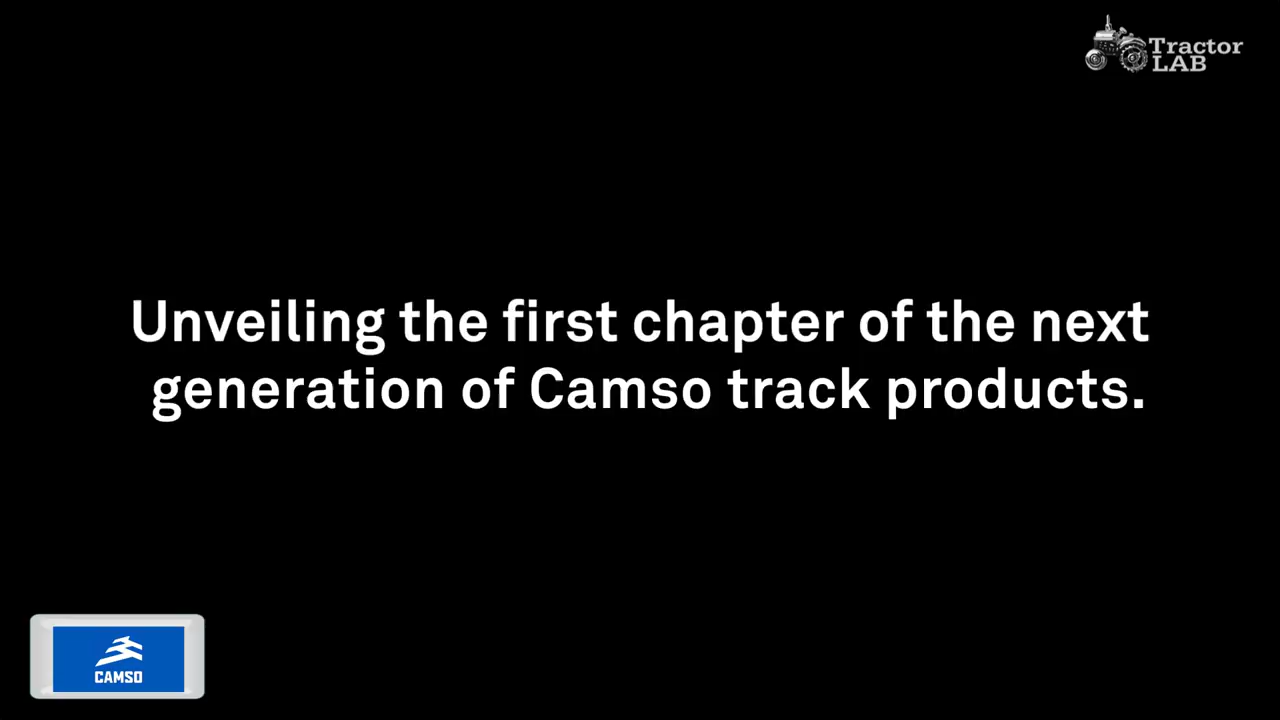 Tractor
LAB
Unveiling the first chapter of the next
generation of Camso track products.
CAMSO